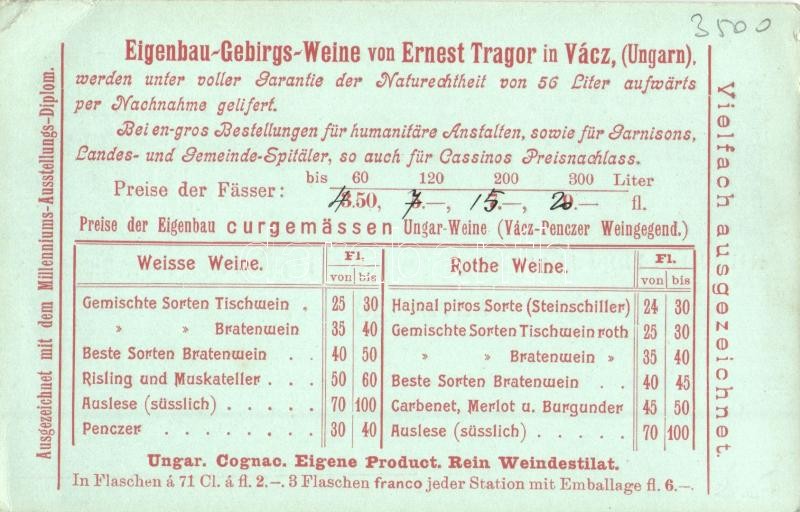 3500
Eigenbau-Gebirgs-Weine von Ernest Tragor in Vácz, (Ungarn),
werden unter voller Garantie der Naturechtheit von 56 Liter aufwärts
per Nachnahme gelifert.
Bei en-gros Bestellungen für humanitäre Anstalten, sowie für Garnisons,
Landes- und Gemeinde-Spitäler, so auch für Cassinos Preisnachlass.
bis 60 120 200 300 Liter
Preise der Fässer: 4.50, 7.—, 15.—, 20.— fl.
Preise der Eigenbau curgemässen Ungar-Weine (Vácz-Penczer Weingegend.)
Weisse Weine. Fl. von bis
Gemischte Sorten Tischwein . 25 30
» » Bratenwein 35 40
Beste Sorten Bratenwein . . 40 50
Risling und Muskateller . . . 50 60
Auslese (süsslich) . . . . . 70 100
Penczer . . . . . . . . 30 40
Rothe Weine. Fl. von bis
Hajnal piros Sorte (Steinschiller) 24 30
Gemischte Sorten Tischwein roth 25 30
» » Bratenwein » 35 40
Beste Sorten Bratenwein . . 40 45
Carbenet, Merlot u. Burgunder 45 50
Auslese (süsslich) . . . . . 70 100
Ungar. Cognac. Eigene Product. Rein Weindestilat.
In Flaschen á 71 Cl. á fl. 2.—. 3 Flaschen franco jeder Station mit Emballage fl. 6.—.
Ausgezeichnet mit dem Millenniums-Ausstellungs-Diplom.
Vielfach ausgezeichnet.